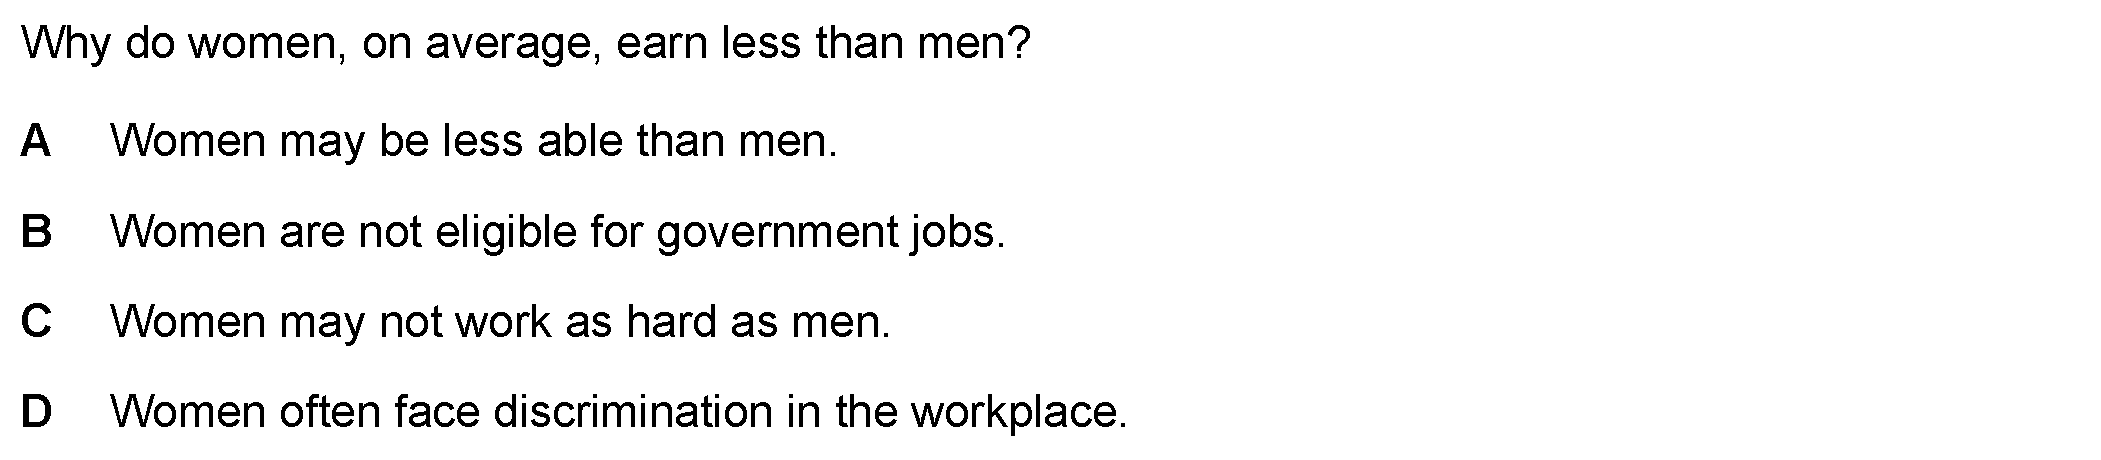 Why do women, on average, earn less than men?
A Women may be less able than men.
B Women are not eligible for government jobs.
C Women may not work as hard as men.
D Women often face discrimination in the workplace.